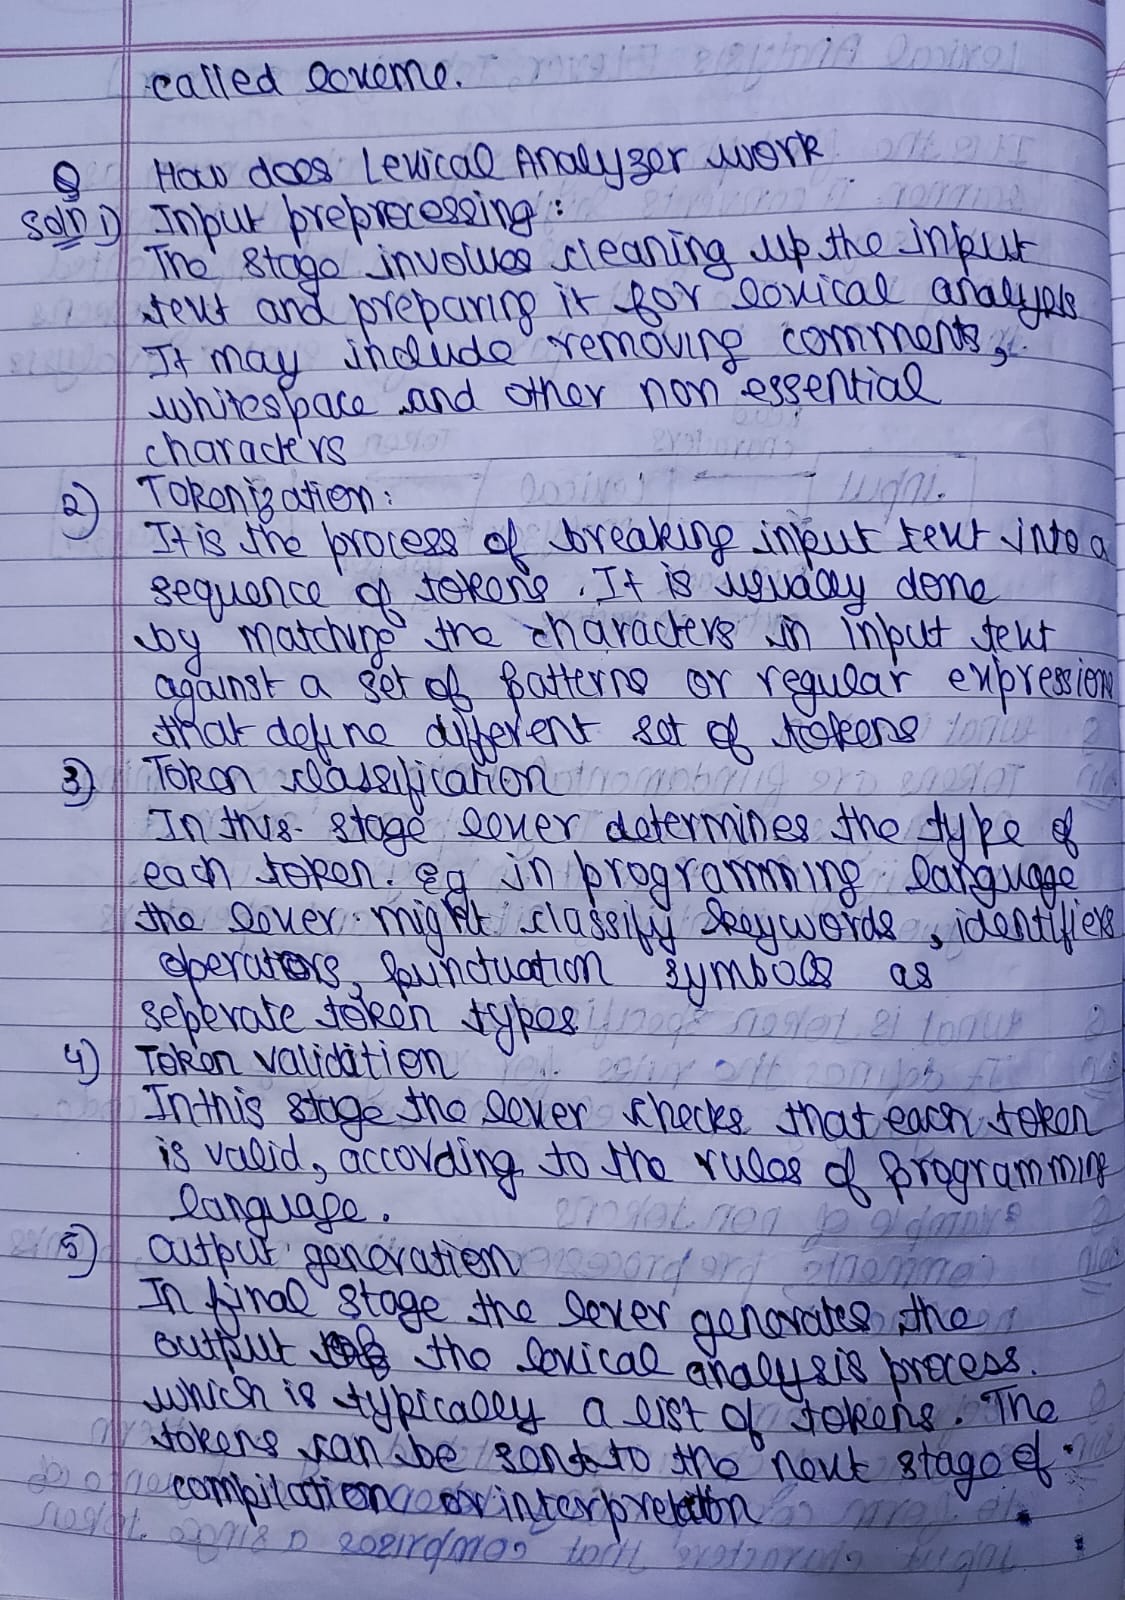 called lexeme.
Q How does Lexical Analyzer work
Soln 1) Input preprocessing:
The stage involves cleaning up the input
text and preparing it for lexical analysis
It may include removing comments,
whitespace and other non essential
characters
2) Tokenization:
It is the process of breaking input text into a
sequence of tokens. It is usually done
by matching the characters in input text
against a set of patterns or regular expressions
that define different set of tokens
3) Token classification
In this stage lexer determines the type of
each token. eg in programming language
the lexer might classify keywords, identifiers
operators, punctuation symbols as
seperate token types
4) Token validition
In this stage the lexer checks that each token
is valid, according to the rules of programming
language.
5) output generation
In final stage the lexer generates the
output of the lexical analysis process.
which is typically a list of tokens. The
tokens can be sent to the next stage of
compilation or interpretation